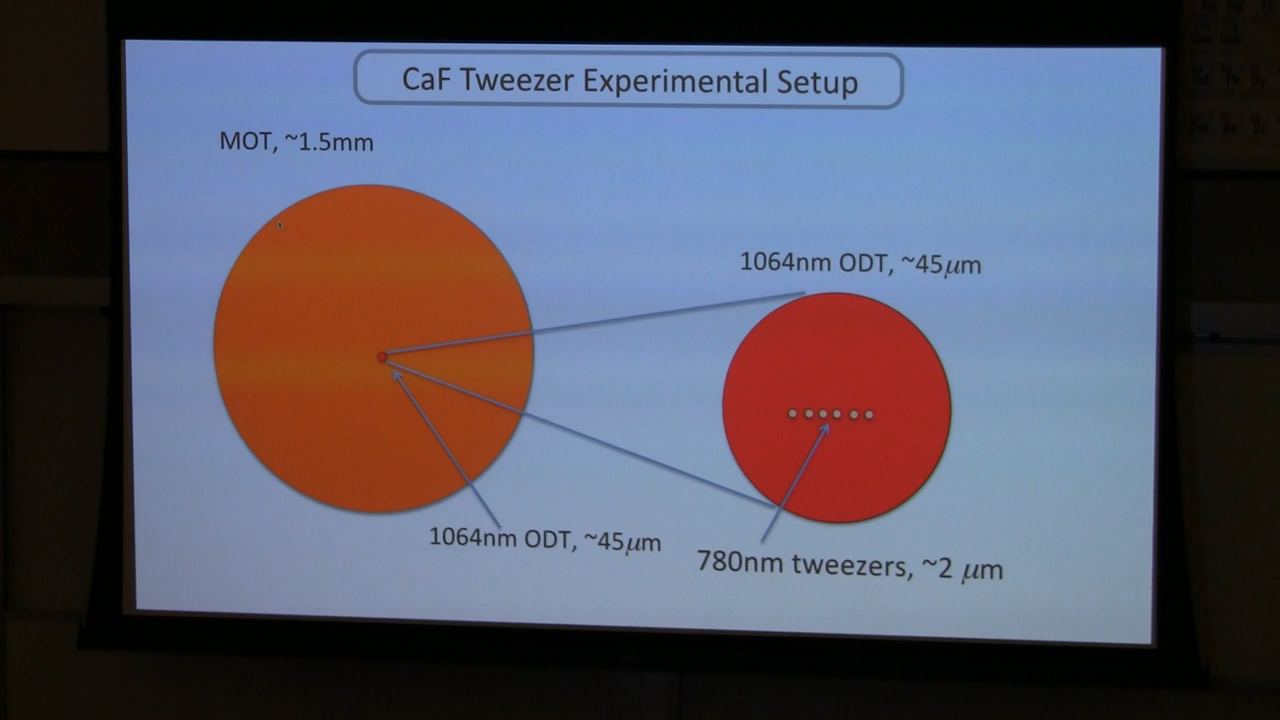 CaF Tweezer Experimental Setup
MOT, ~1.5mm
1064nm ODT, ~45μm
1064nm ODT, ~45μm
780nm tweezers, ~2 μm